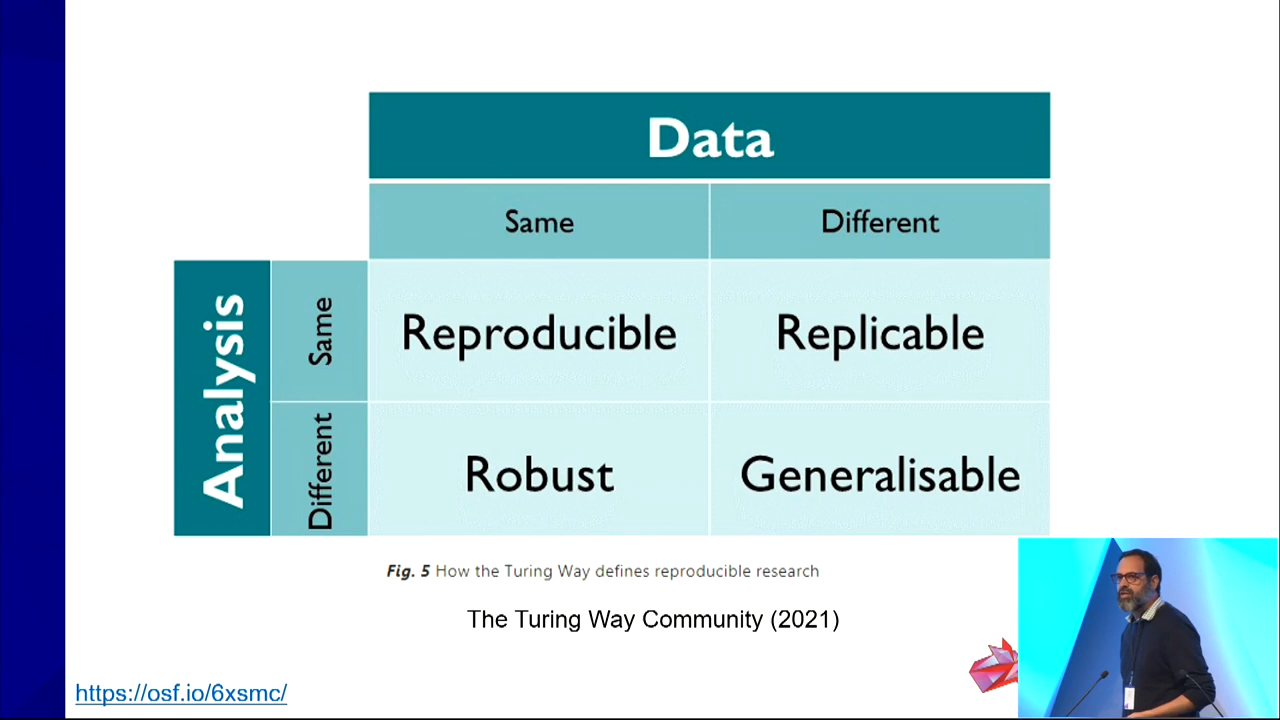 Data
Same
Different
Analysis
Same
Reproducible
Replicable
Different
Robust
Generalisable
Fig. 5 How the Turing Way defines reproducible research
The Turing Way Community (2021)
https://osf.io/6xsmc/